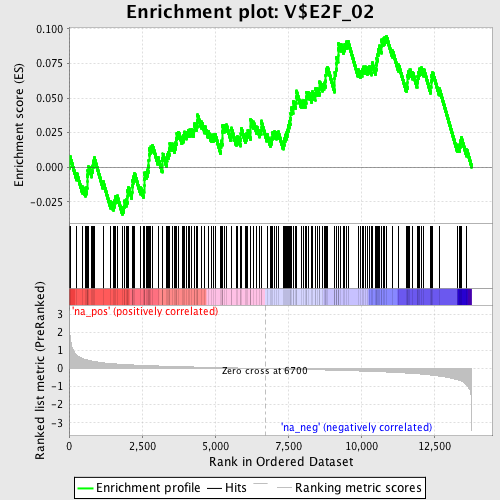 Enrichment plot: V$E2F_02
Enrichment score (ES)
0.100
0.075
0.050
0.025
0.000
-0.025
'na_pos' (positively correlated)
Ranked list metric (PreRanked)
3
2
1
0
-1
-2
-3
Zero cross at 6700
'na_neg' (negatively correlated)
0
2,500
5,000
7,500
10,000
12,500
Rank in Ordered Dataset
Enrichment profile
Hits
Ranking metric scores